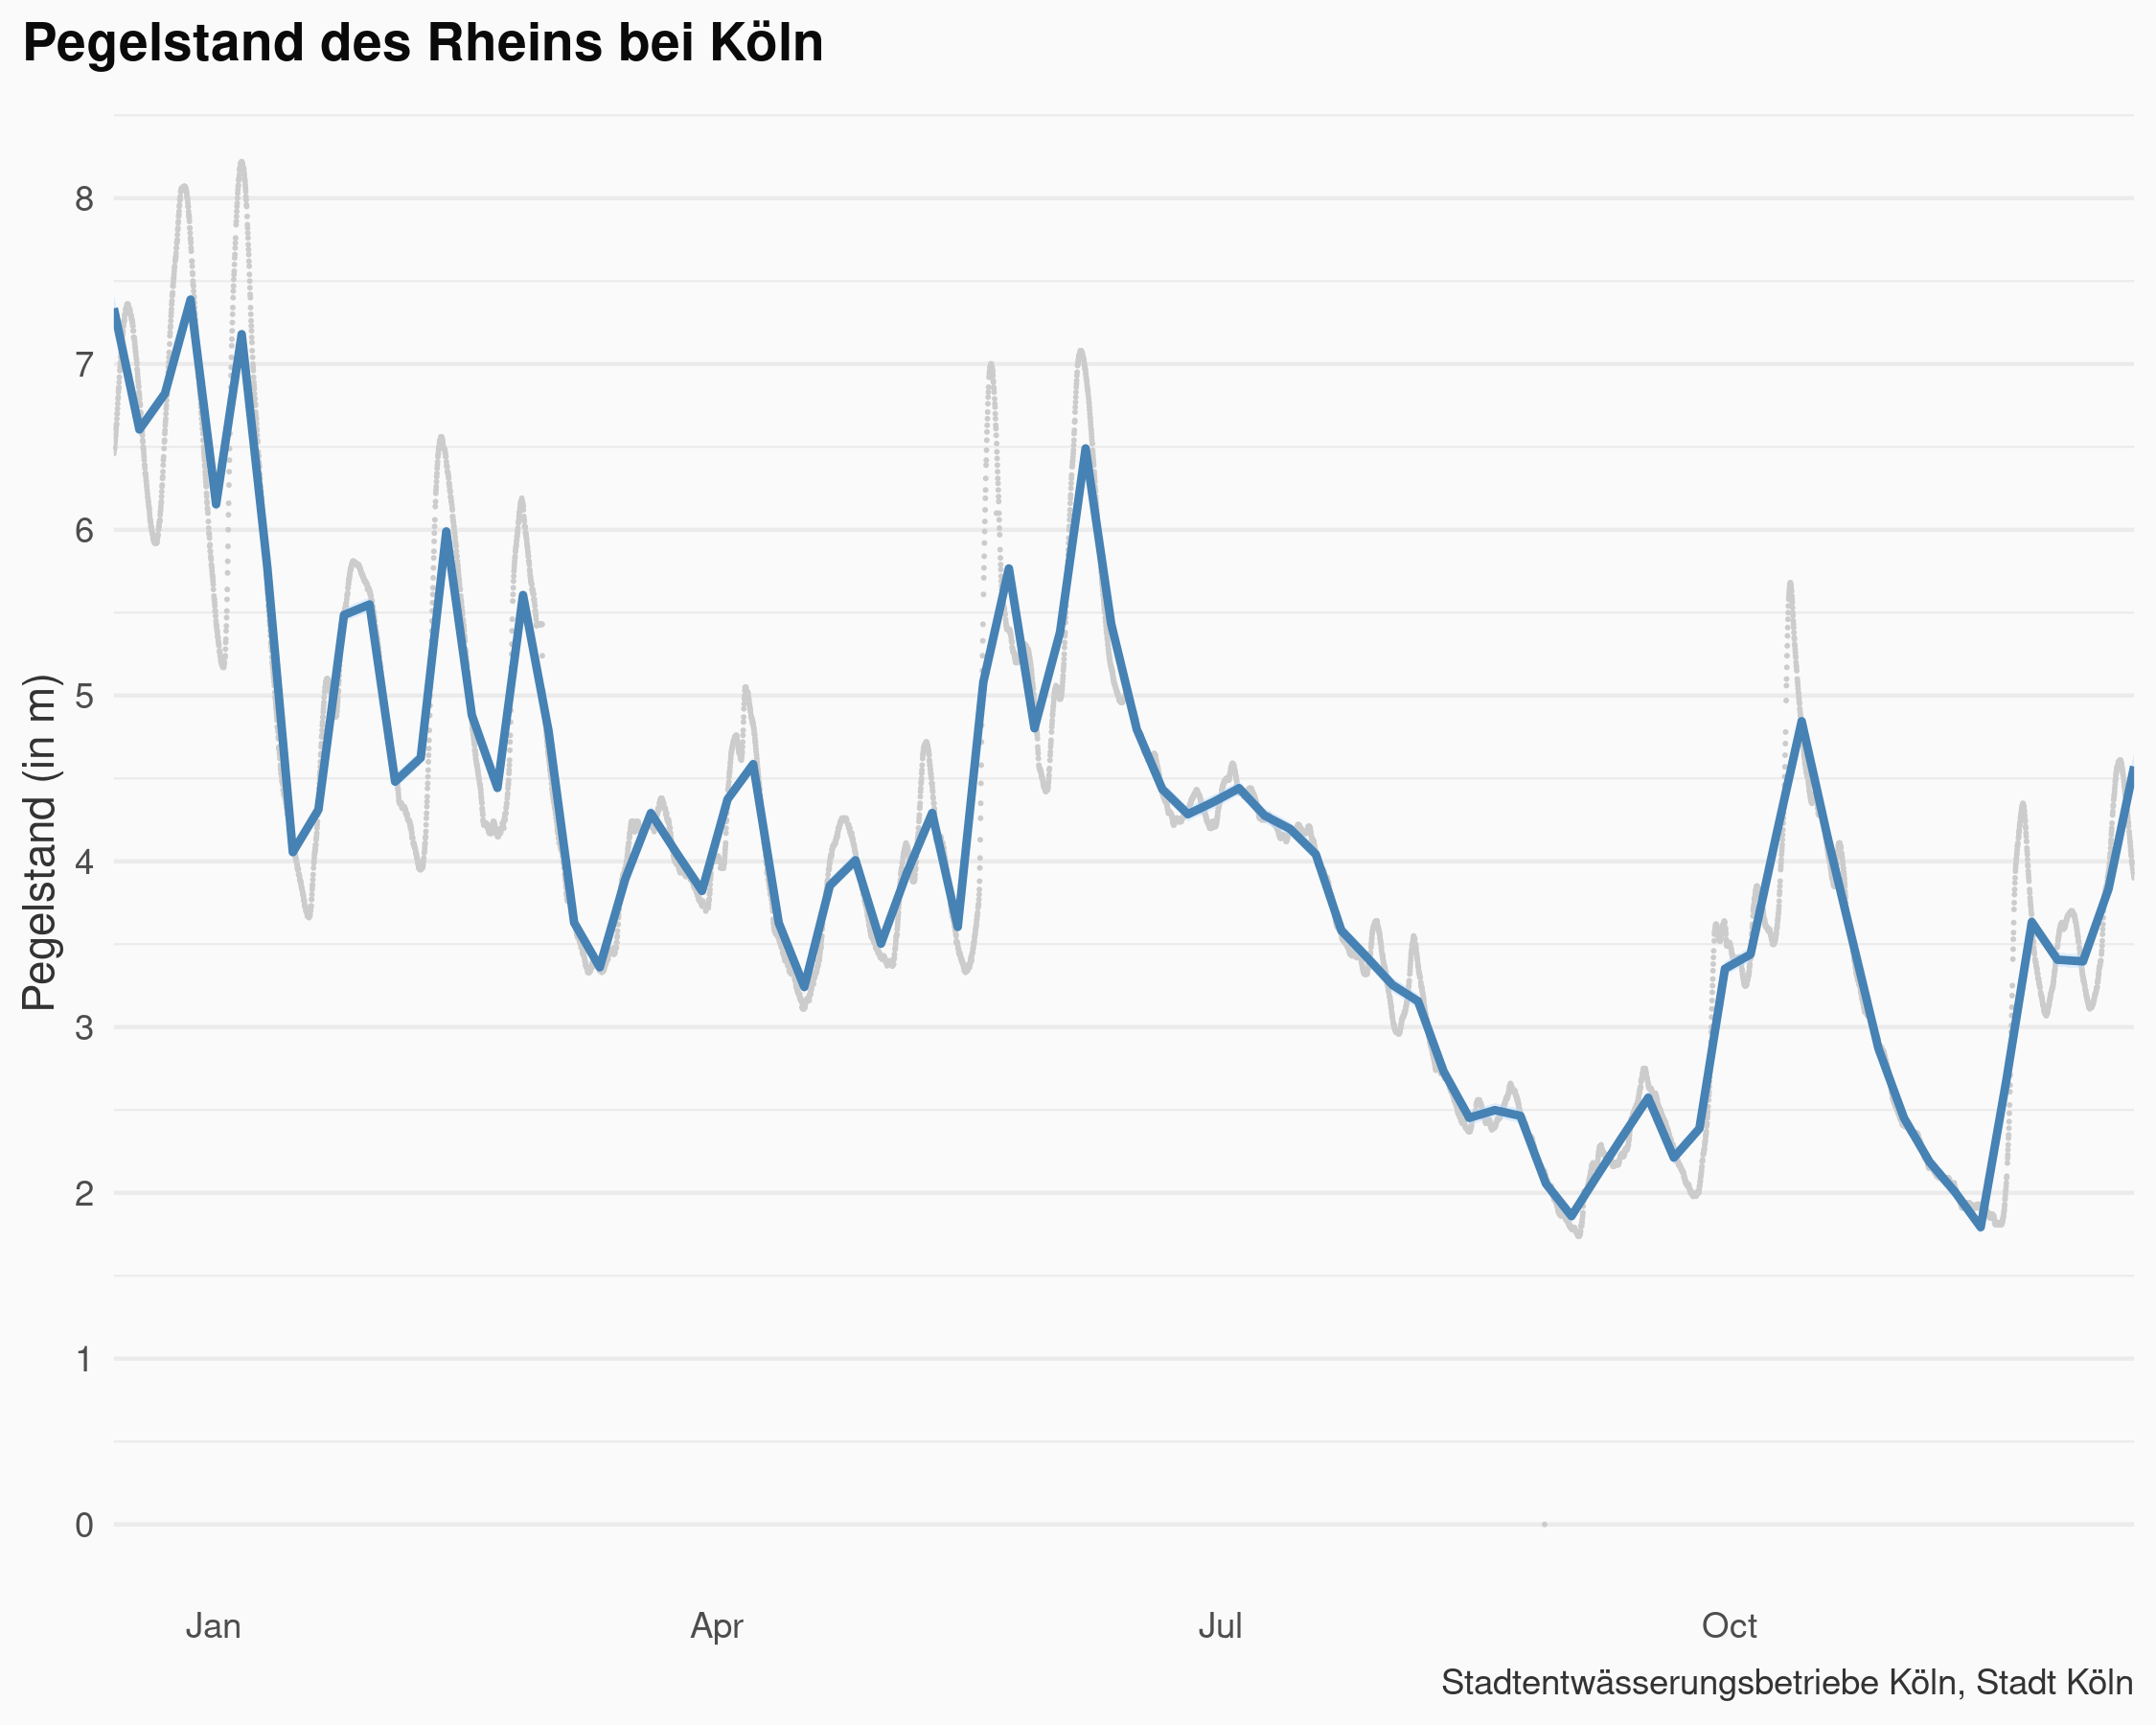 Pegelstand des Rheins bei Köln
Pegelstand (in m)
8
7
6
5
4
3
2
1
0
Jan Apr Jul Oct
Stadtentwässerungsbetriebe Köln, Stadt Köln